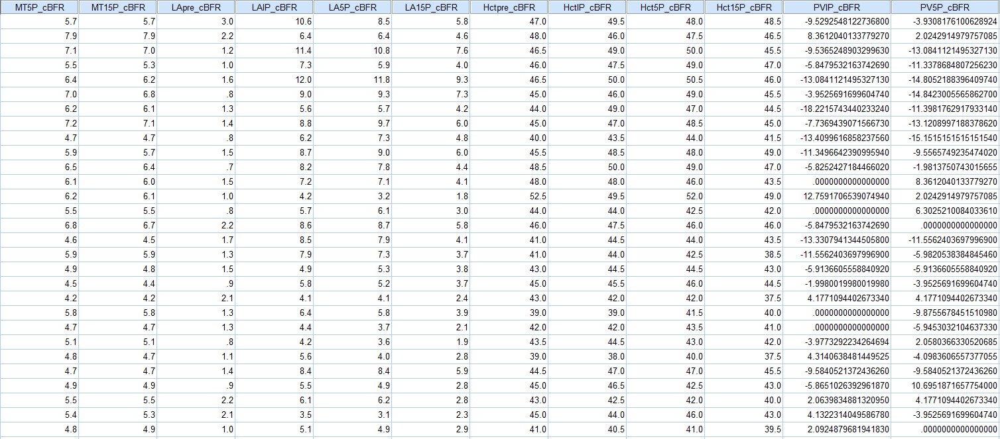 MT5P_cBFR MT15P_cBFR LApre_cBFR LAIP_cBFR LA5P_cBFR LA15P_cBFR Hctpre_cBFR HctIP_cBFR Hct5P_cBFR Hct15P_cBFR PVIP_cBFR PV5P_cBFR
5.7 5.7 3.0 10.6 8.5 5.8 47.0 49.5 48.0 48.5 -9.5292548122736800 -3.9308176100628924
7.9 7.9 2.2 6.4 6.4 4.6 48.0 46.0 47.5 46.5 8.3612040133779270 2.0242914979757085
7.1 7.0 1.2 11.4 10.8 7.6 46.5 49.0 50.0 45.5 -9.5365248903299630 -13.0841121495327130
5.5 5.3 1.0 7.3 5.9 4.0 46.0 47.5 49.0 47.0 -5.8479532163742690 -11.3378684807256230
6.4 6.2 1.6 12.0 11.8 9.3 46.5 50.0 50.5 46.0 -13.0841121495327130 -14.8052188396409740
7.0 6.8 .8 9.0 9.3 7.3 45.0 46.0 49.0 45.0 -3.9525691699604740 -14.8423005565862700
6.2 6.1 1.3 5.6 5.7 4.2 44.0 49.0 47.0 44.5 -18.2215743440233240 -11.3981762917933140
7.2 7.1 1.4 8.8 9.7 6.0 45.0 47.0 48.5 45.0 -7.7369439071566730 -13.1208997188378620
4.7 4.7 .8 6.2 7.3 4.8 40.0 43.5 44.0 41.5 -13.4099616858237560 -15.1515151515151540
5.9 5.7 1.5 8.7 9.0 6.0 45.5 48.5 48.0 49.0 -11.3496642390995940 -9.5565749235474020
6.5 6.4 .7 8.2 7.8 4.4 48.5 50.0 49.0 47.0 -5.8252427184466020 -1.9813750743015655
6.1 6.0 1.5 7.2 7.1 4.1 48.0 48.0 46.0 43.5 .0000000000000000 8.3612040133779270
6.2 6.1 1.0 4.2 3.2 1.8 52.5 49.5 52.0 49.0 12.7591706539074940 2.0242914979757085
5.5 5.5 .8 5.7 6.1 3.0 44.0 44.0 42.5 42.0 .0000000000000000 6.3025210084033610
6.8 6.7 2.2 8.6 8.7 5.8 46.0 47.5 46.0 44.0 -5.8479532163742690 .0000000000000000
4.6 4.5 1.7 8.5 7.9 4.1 41.0 44.5 44.0 43.5 -13.3307941344505800 -11.5562403697996900
5.9 5.9 1.3 7.9 7.3 3.7 41.0 44.0 42.5 38.5 -11.5562403697996900 -5.9820538384845460
4.9 4.8 1.5 4.9 5.3 3.8 43.0 44.5 44.5 43.0 -5.9136605558840920 -5.9136605558840920
4.5 4.4 .9 5.8 5.2 3.7 45.0 45.5 46.0 44.5 -1.9980019980019980 -3.9525691699604740
4.2 4.2 2.1 4.1 4.1 2.4 43.0 42.0 42.0 37.5 4.1771094402673340 4.1771094402673340
5.8 5.8 1.3 6.4 5.8 3.9 39.0 39.0 41.5 40.0 .0000000000000000 -9.8755678451510980
4.7 4.7 1.3 4.4 3.7 2.1 42.0 42.0 43.5 41.0 .0000000000000000 -5.9453032104637330
5.1 5.1 .8 4.2 3.6 1.9 43.5 44.5 43.0 42.0 -3.9773292234264694 2.0580366330520685
4.8 4.7 1.1 5.6 4.0 2.8 39.0 38.0 40.0 37.5 4.3140638481449525 -4.0983606557377055
4.7 4.7 1.4 8.4 8.4 5.9 44.5 47.0 47.0 45.5 -9.5840521372436260 -9.5840521372436260
4.9 4.9 .9 5.5 4.9 2.8 45.0 46.5 42.5 43.0 -5.8651026392961870 10.6951871657754000
5.5 5.5 2.2 6.1 6.2 2.8 43.0 42.5 42.0 40.0 2.0639834881320950 4.1771094402673340
5.4 5.3 2.1 3.5 3.1 2.3 45.0 44.0 46.0 43.0 4.1322314049586780 -3.9525691699604740
4.8 4.9 1.0 5.1 4.9 2.9 41.0 40.5 41.0 39.5 2.0924879681941830 .0000000000000000